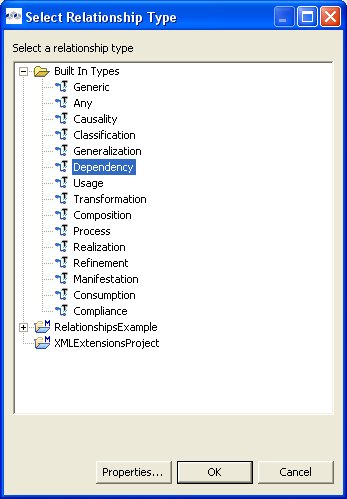 Select Relationship Type
Select a relationship type
Built In Types
Generic
Any
Causality
Classification
Generalization
Dependency
Usage
Transformation
Composition
Process
Realization
Refinement
Manifestation
Consumption
Compliance
RelationshipsExample
XMLExtensionsProject
Properties... OK Cancel